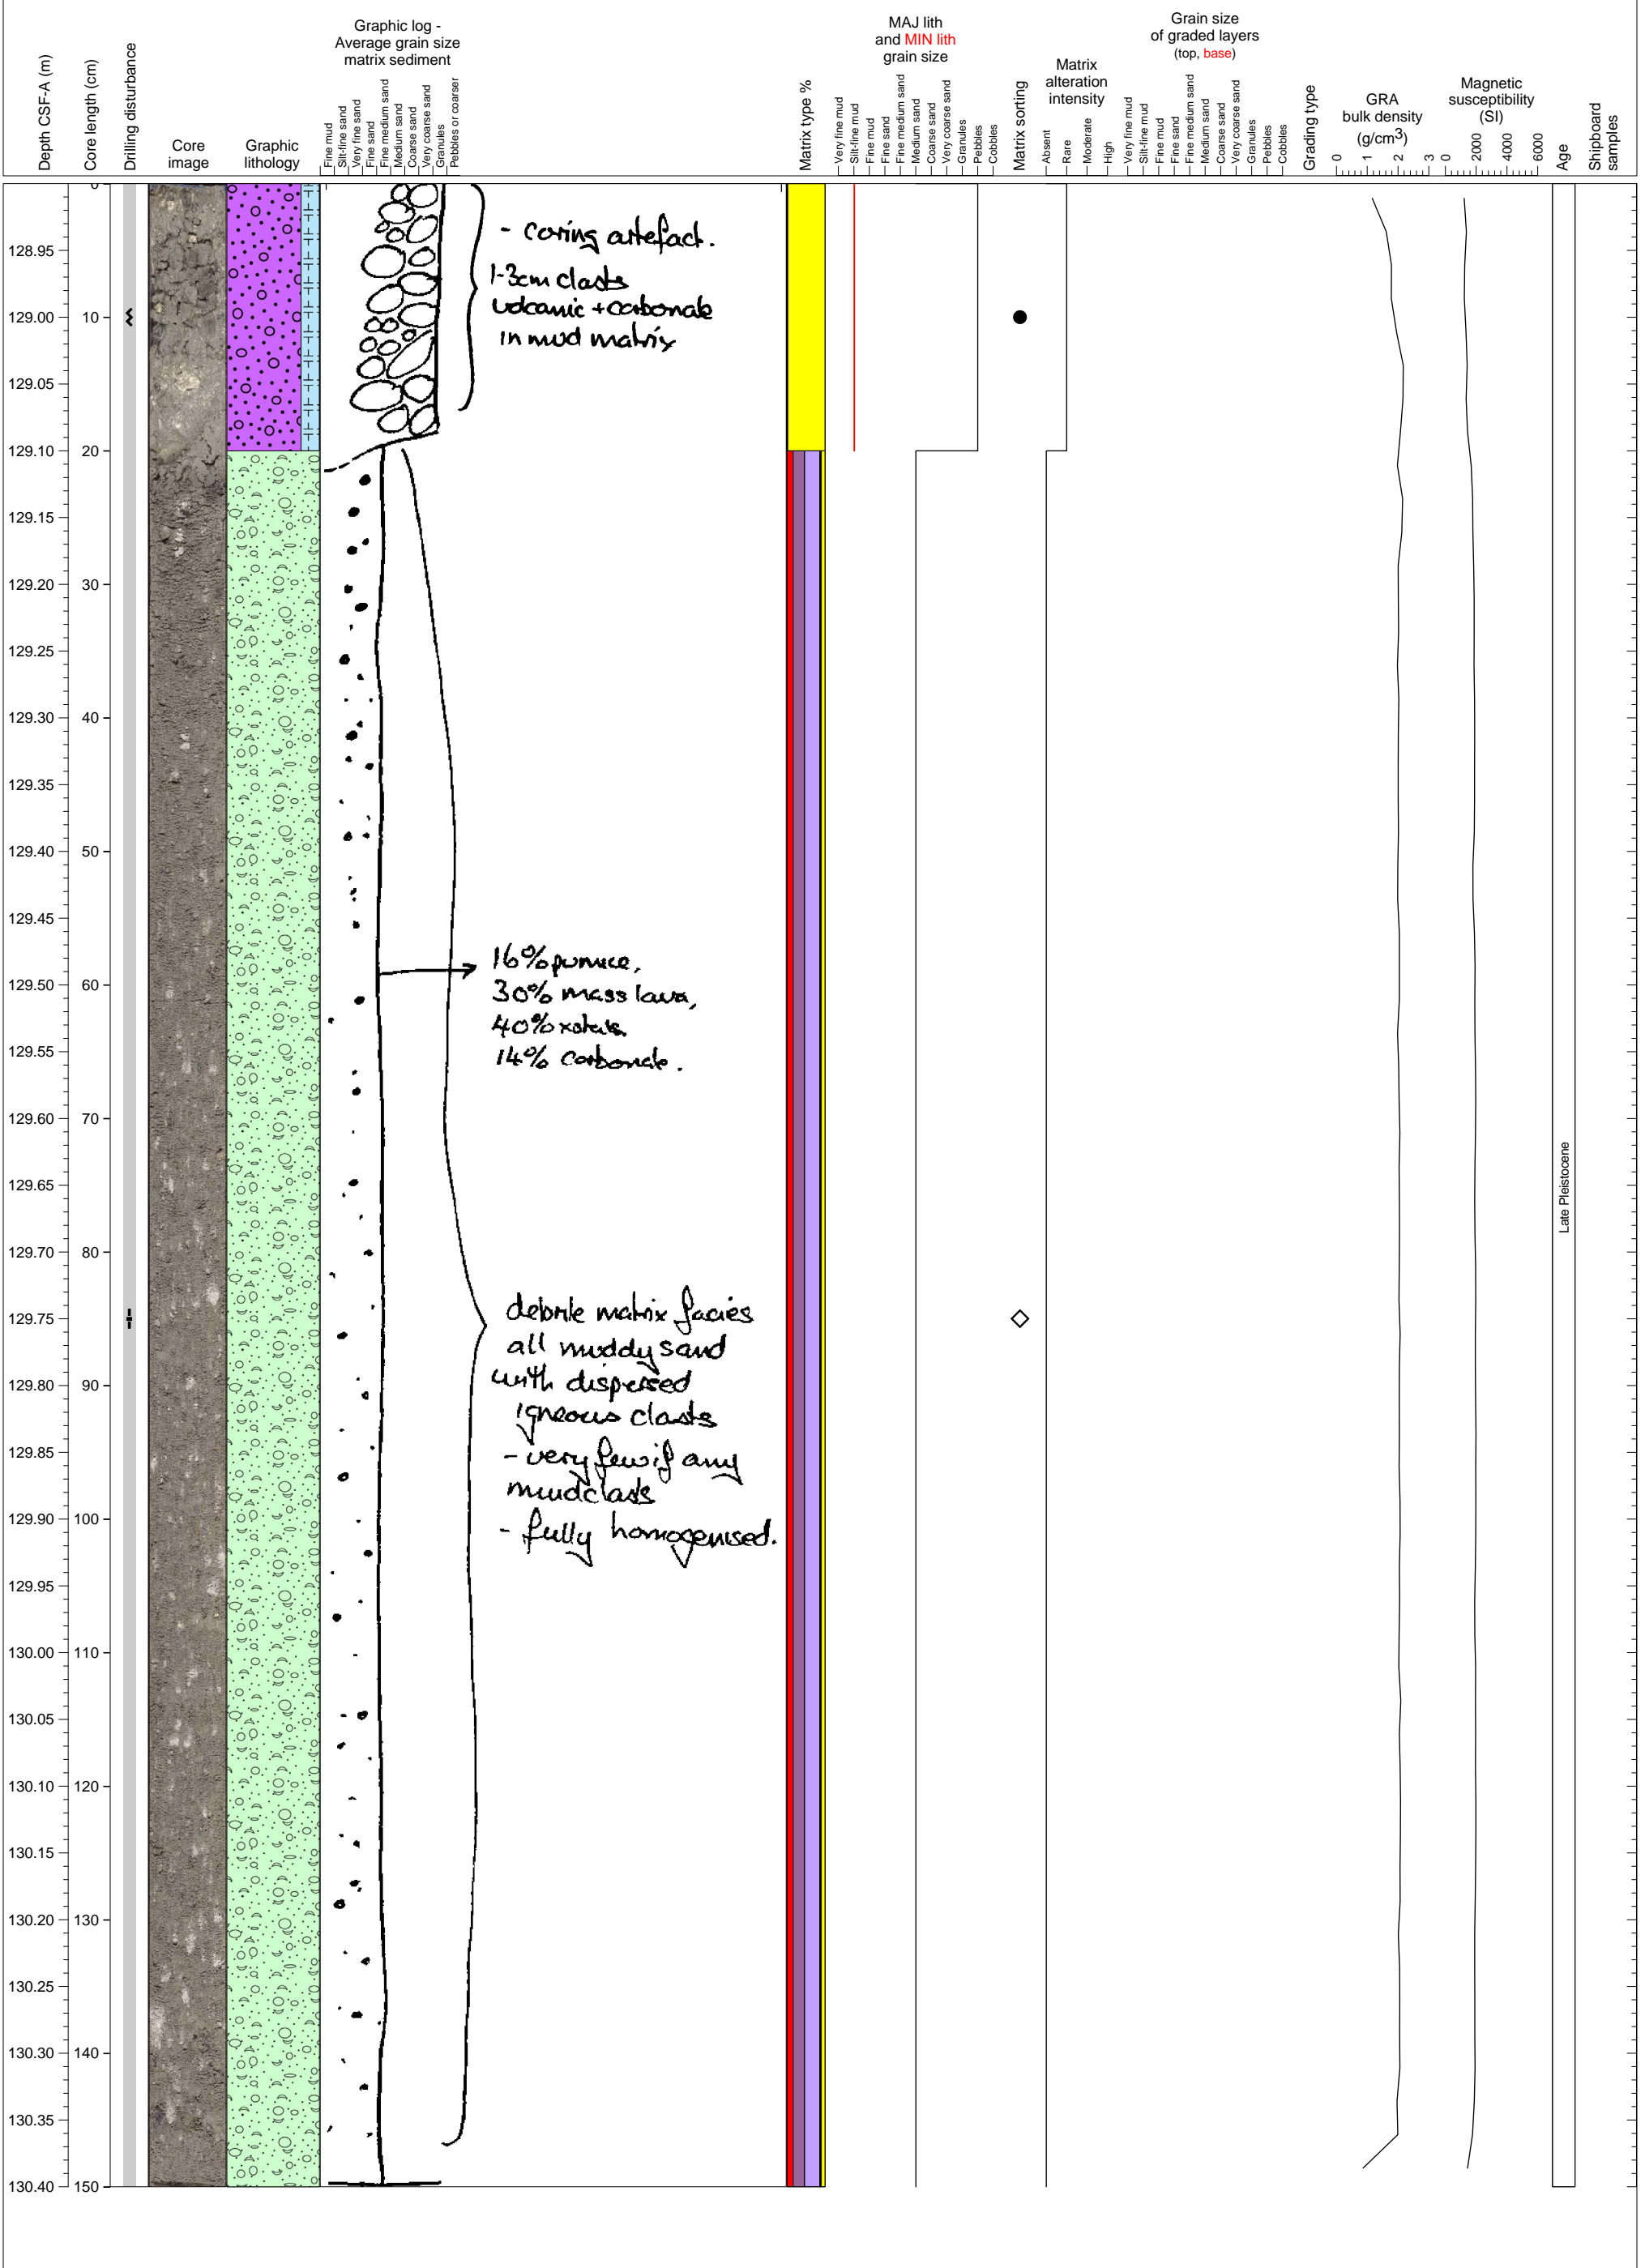 Depth CSF-A (m)
Core length (cm)
Drilling disturbance
Core
image
Graphic
lithology
Graphic log -
Average grain size
matrix sediment
Fine mud
Silt-fine sand
Very fine sand
Fine sand
Fine medium sand
Medium sand
Coarse sand
Very coarse sand
Granules
Pebbles or coarser
Matrix type %
MAJ lith
and MIN lith
grain size
Very fine mud
Silt-fine mud
Fine mud
Fine sand
Fine medium sand
Medium sand
Coarse sand
Very coarse sand
Granules
Pebbles
Cobbles
Matrix sorting
Matrix
alteration
intensity
Absent
Rare
Moderate
High
Grain size
of graded layers
(top, base)
Very fine mud
Silt-fine mud
Fine mud
Fine sand
Fine medium sand
Medium sand
Coarse sand
Very coarse sand
Granules
Pebbles
Cobbles
Grading type
GRA
bulk density
(g/cm3)
0 1 2 3
Magnetic
susceptibility
(SI)
0 2000 4000 6000
Age
Shipboard
samples
0
128.95
129.00 10
129.05
129.10 20
129.15
129.20 30
129.25
129.30 40
129.35
129.40 50
129.45
129.50 60
129.55
129.60 70
129.65
129.70 80
129.75
129.80 90
129.85
129.90 100
129.95
130.00 110
130.05
130.10 120
130.15
130.20 130
130.25
130.30 140
130.35
130.40 150
- coring artefact.
1-3cm clasts
volcanic + carbonate
in mud matrix
16% pumice,
30% mass lava,
40% xstals
14% carbonate.
debrite matrix facies
all muddy sand
with dispersed
igneous clasts
- very few if any
mudclasts
- fully homogenised.
Late Pleistocene